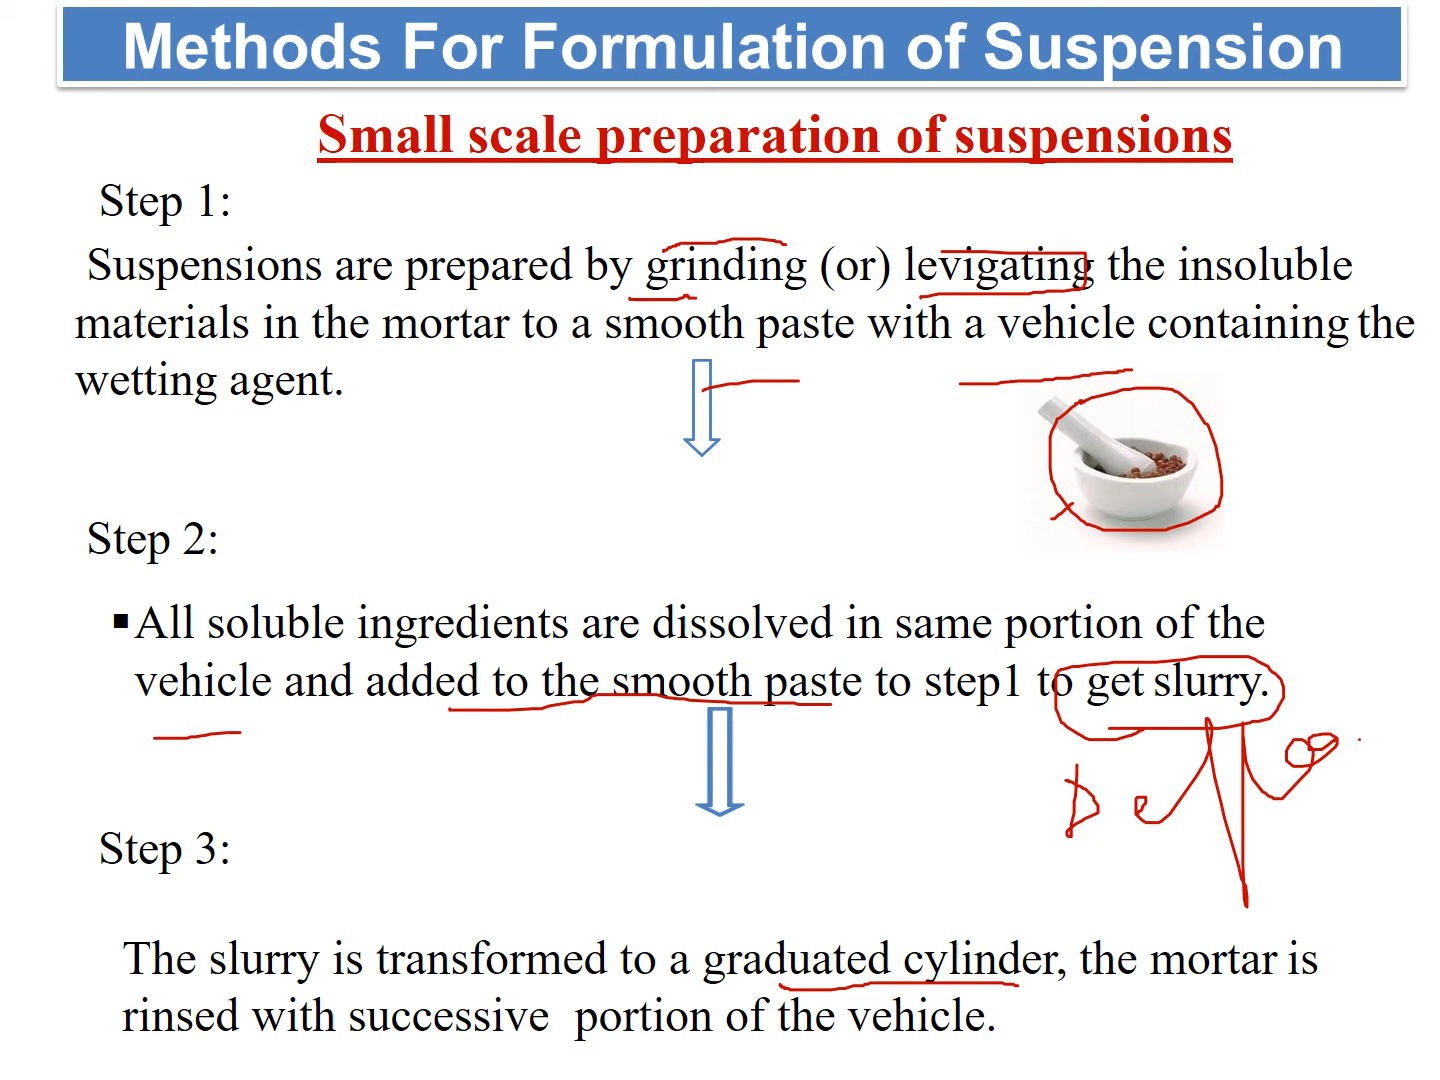 Methods For Formulation of Suspension
Small scale preparation of suspensions
Step 1:
Suspensions are prepared by grinding (or) levigating the insoluble
materials in the mortar to a smooth paste with a vehicle containing the
wetting agent.
Step 2:
▪All soluble ingredients are dissolved in same portion of the
vehicle and added to the smooth paste to step1 to get slurry.
Step 3:
The slurry is transformed to a graduated cylinder, the mortar is
rinsed with successive portion of the vehicle.